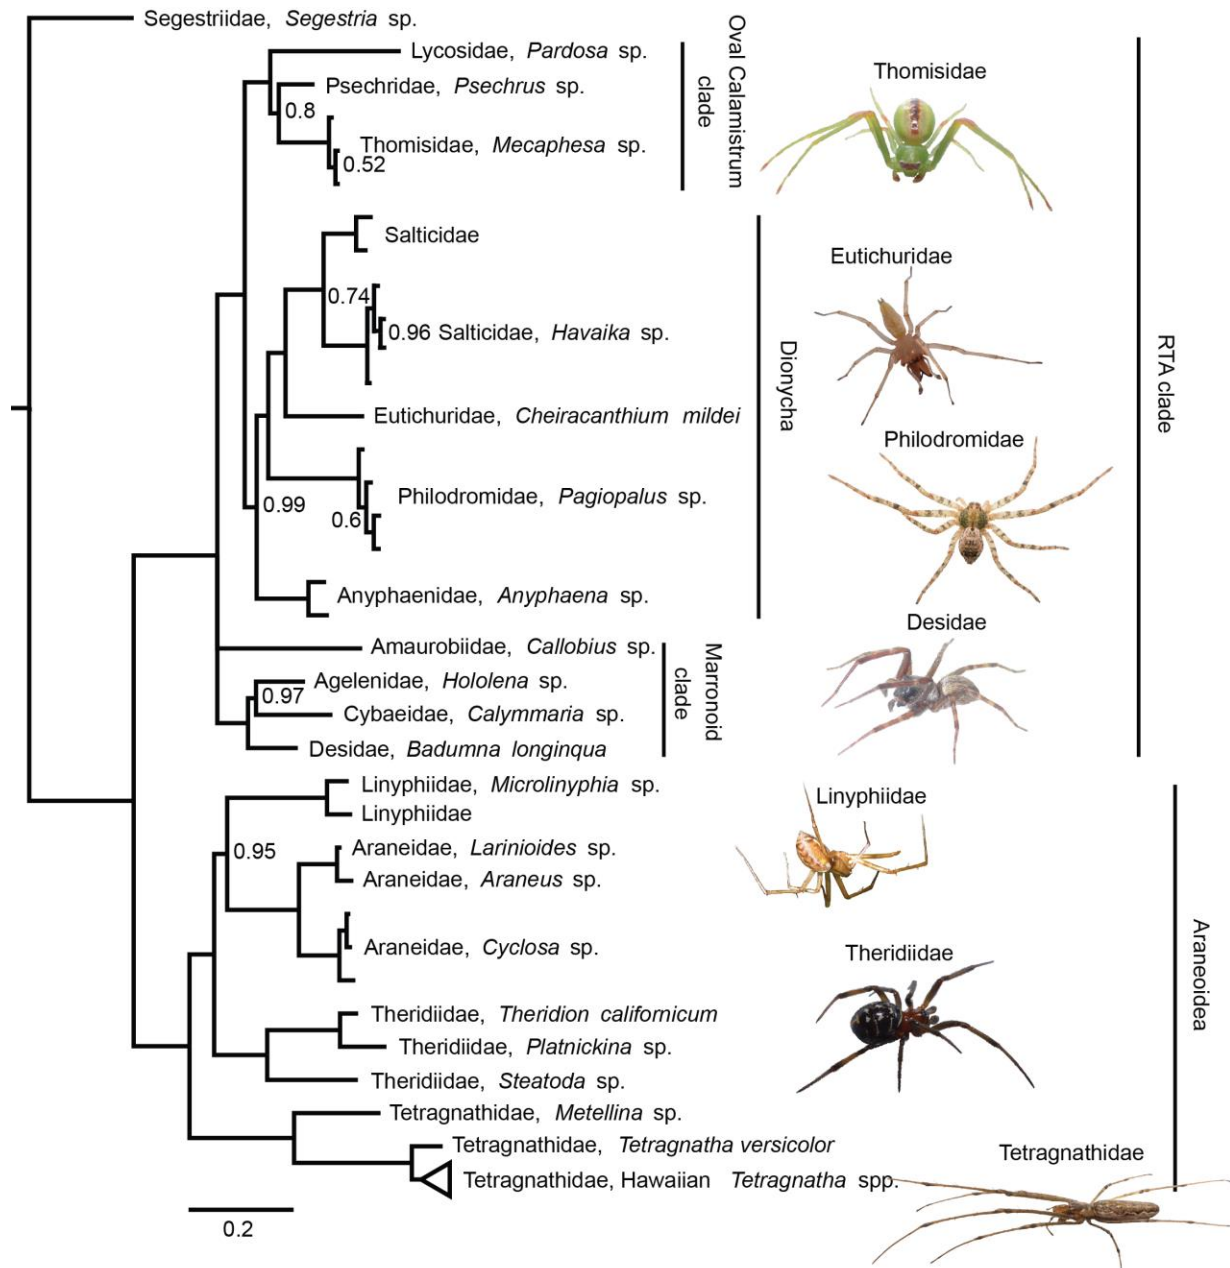 Segestriidae, Segestria sp.
Lycosidae, Pardosa sp.
Psechridae, Psechrus sp.
0.8
Thomisidae, Mecaphesa sp.
0.52
Oval Calamistrum
clade
Salticidae
0.74
0.96 Salticidae, Havaika sp.
Eutichuridae, Cheiracanthium mildei
Philodromidae, Pagiopalus sp.
0.99
0.6
Anyphaenidae, Anyphaena sp.
Dionycha
Amaurobiidae, Callobius sp.
Agelenidae, Hololena sp.
0.97
Cybaeidae, Calymmaria sp.
Desidae, Badumna longinqua
Marronoid
clade
Linyphiidae, Microlinyphia sp.
Linyphiidae
0.95
Araneidae, Larinioides sp.
Araneidae, Araneus sp.
Araneidae, Cyclosa sp.
Theridiidae, Theridion californicum
Theridiidae, Platnickina sp.
Theridiidae, Steatoda sp.
Tetragnathidae, Metellina sp.
Tetragnathidae, Tetragnatha versicolor
Tetragnathidae, Hawaiian Tetragnatha spp.
0.2
Thomisidae
Eutichuridae
Philodromidae
Desidae
Linyphiidae
Theridiidae
Tetragnathidae
RTA clade
Araneoidea